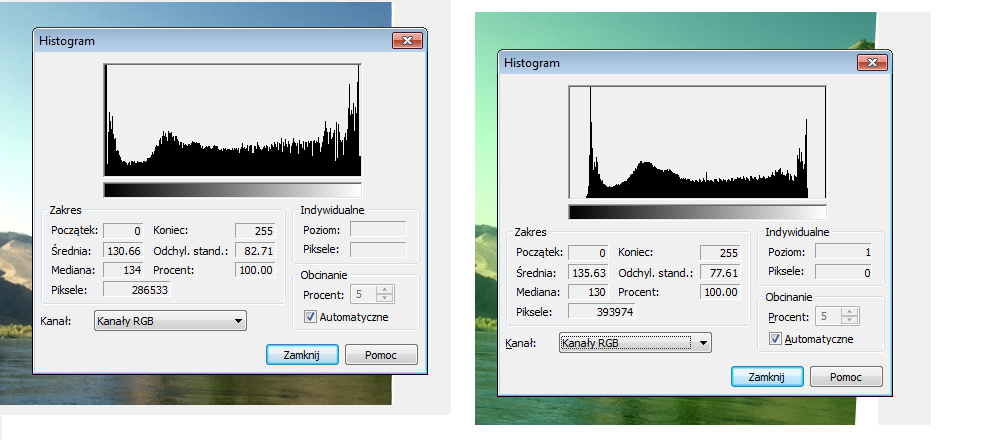 Histogram
Zakres
Początek: 0 Koniec: 255
Średnia: 130.66 Odchyl. stand.: 82.71
Mediana: 134 Procent: 100.00
Piksele: 286533
Indywidualne
Poziom:
Piksele:
Obcinanie
Procent: 5
Automatyczne
Kanał: Kanały RGB
Zamknij Pomoc
Histogram
Zakres
Początek: 0 Koniec: 255
Średnia: 135.63 Odchyl. stand.: 77.61
Mediana: 130 Procent: 100.00
Piksele: 393974
Indywidualne
Poziom: 1
Piksele: 0
Obcinanie
Procent: 5
Automatyczne
Kanał: Kanały RGB
Zamknij Pomoc